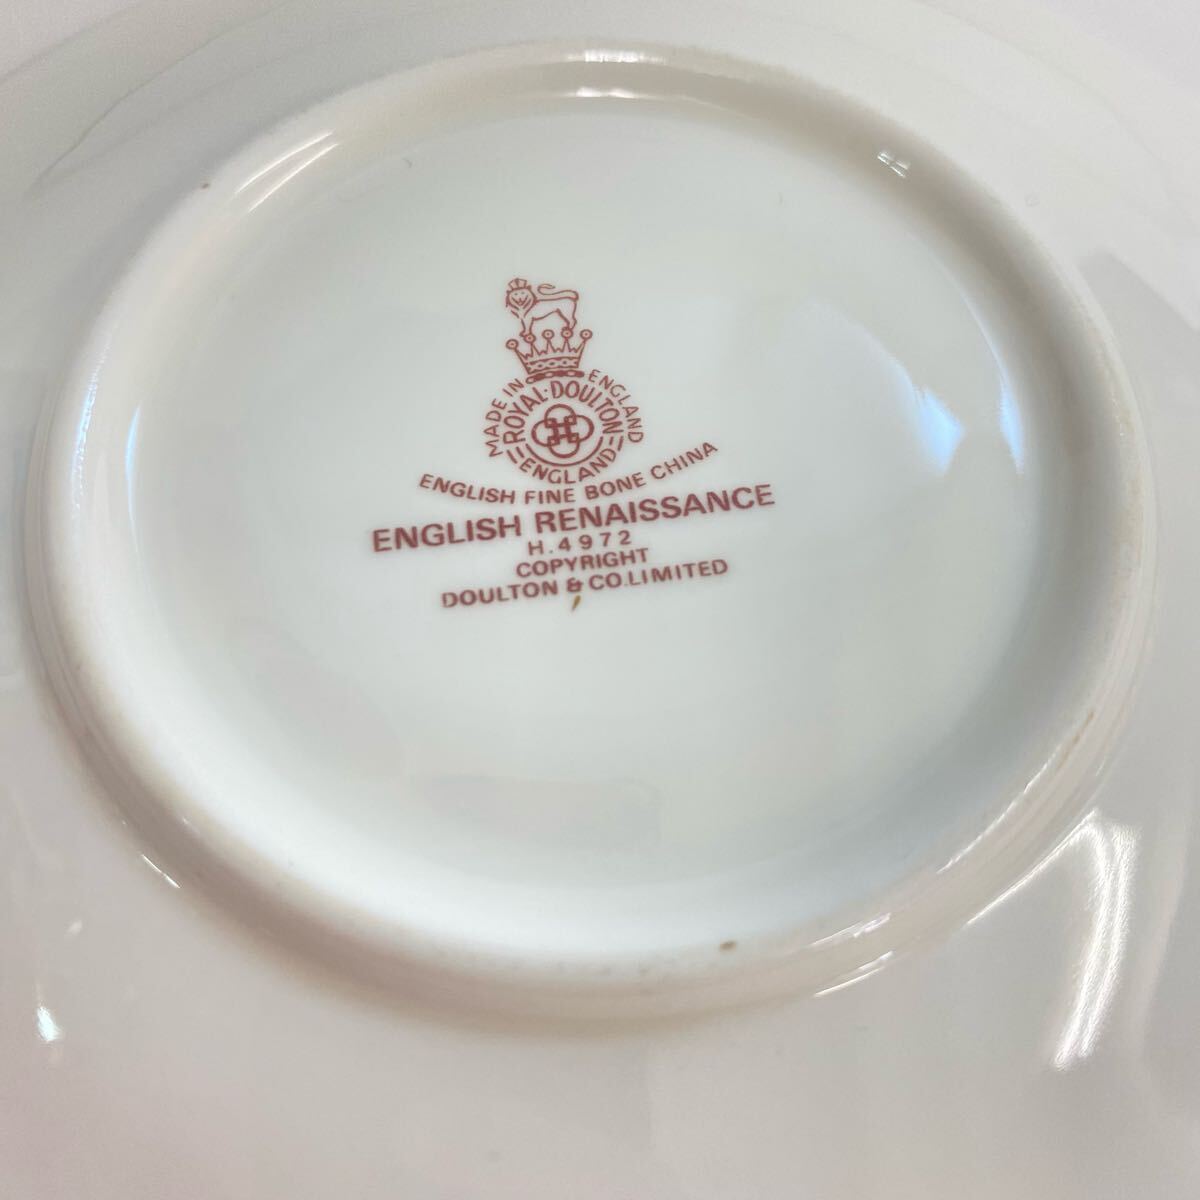 MADE IN ENGLAND
ROYAL·DOULTON
ENGLAND
ENGLISH FINE BONE CHINA
ENGLISH RENAISSANCE
H.4972
COPYRIGHT
DOULTON & CO.LIMITED